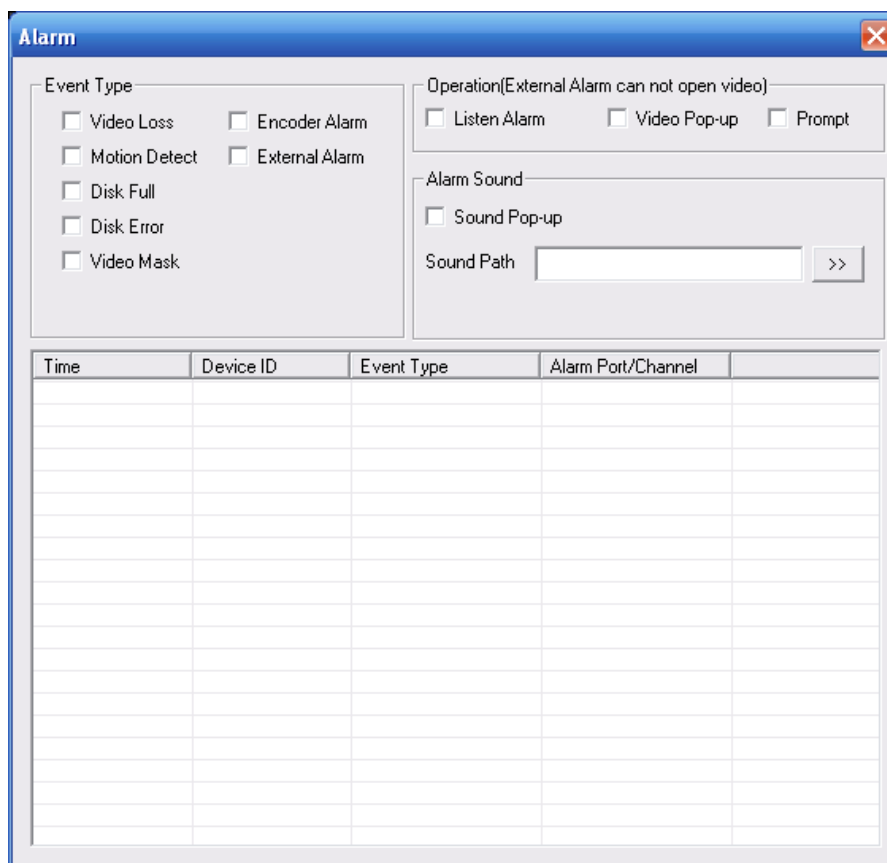 Alarm
Event Type
Video Loss
Encoder Alarm
Motion Detect
External Alarm
Disk Full
Disk Error
Video Mask
Operation(External Alarm can not open video)
Listen Alarm
Video Pop-up
Prompt
Alarm Sound
Sound Pop-up
Sound Path
>>
Time
Device ID
Event Type
Alarm Port/Channel